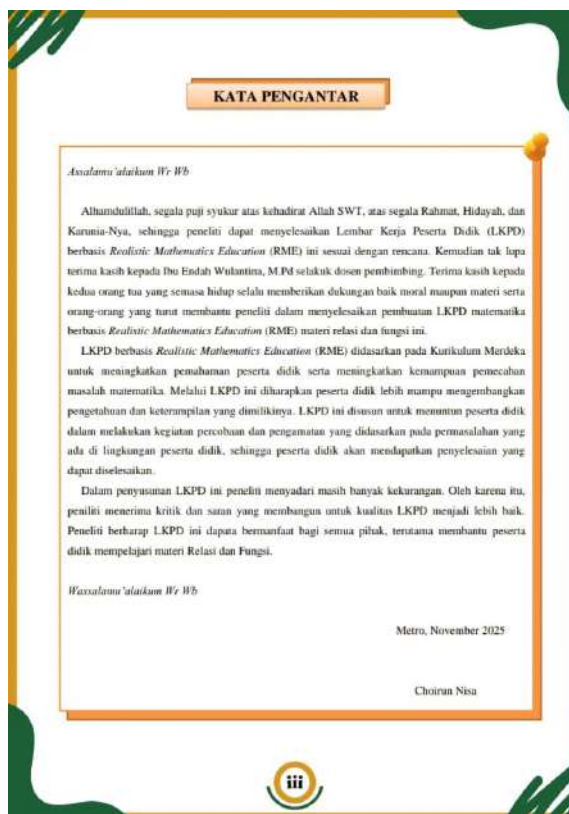 KATA PENGANTAR
Assalamu'alaikum Wr Wb
Alhamdulillah, segala puji syukur atas kehadirat Allah SWT, atas segala Rahmat, Hidayah, dan
Karunia-Nya, sehingga peneliti dapat menyelesaikan Lembar Kerja Peserta Didik (LKPD)
berbasis Realistic Mathematics Education (RME) ini sesuai dengan rencana. Kemudian tak lupa
terima kasih kepada Ibu Endah Wulantina, M.Pd selakuk dosen pembimbing. Terima kasih kepada
kedua orang tua yang semasa hidup selalu memberikan dukungan baik moral maupun materi serta
orang-orang yang turut membantu peneliti dalam menyelesaikan pembuatan LKPD matematika
berbasis Realistic Mathematics Education (RME) materi relasi dan fungsi ini.
LKPD berbasis Realistic Mathematics Education (RME) didasarkan pada Kurikulum Merdeka
untuk meningkatkan pemahaman peserta didik serta meningkatkan kemampuan pemecahan
masalah matematika. Melalui LKPD ini diharapkan peserta didik lebih mampu mengembangkan
pengetahuan dan keterampilan yang dimilikinya. LKPD ini disusun untuk menuntun peserta didik
dalam melakukan kegiatan percobaan dan pengamatan yang didasarkan pada permasalahan yang
ada di lingkungan peserta didik, sehingga peserta didik akan mendapatkan penyelesaian yang
dapat diselesaikan.
Dalam penyusunan LKPD ini peneliti menyadari masih banyak kekurangan. Oleh karena itu,
peniliti menerima kritik dan saran yang membangun untuk kualitas LKPD menjadi lebih baik.
Peneliti berharap LKPD ini dapata bermanfaat bagi semua pihak, terutama membantu peserta
didik mempelajari materi Relasi dan Fungsi.
Wassalamu'alaikum Wr Wb
Metro, November 2025
Choirun Nisa
iii